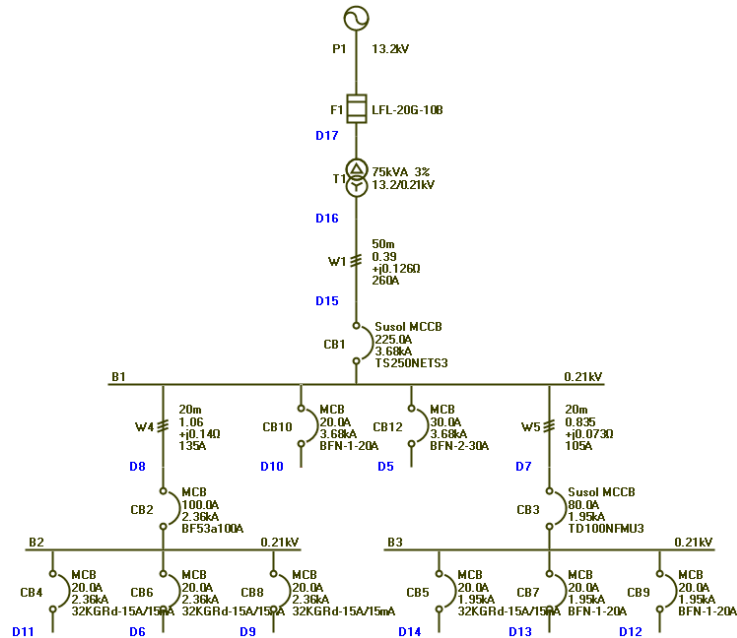 P1 13.2kV
F1 LFL-20G-10B
D17
T1 75kVA 3%
13.2/0.21kV
D16
50m
0.39
W1 +j0.126Ω
260A
D15
Susol MCCB
225.0A
CB1 3.68kA
TS250NETS3
B1 0.21kV
20m
1.06
W4 +j0.14Ω
135A
D8
MCB
20.0A
CB10 3.68kA
BFN-1-20A
D10
MCB
30.0A
CB12 3.68kA
BFN-2-30A
D5
20m
0.835
W5 +j0.073Ω
105A
D7
MCB
100.0A
CB2 2.36kA
BF53a100A
Susol MCCB
80.0A
CB3 1.95kA
TD100NFMU3
B2 0.21kV
B3 0.21kV
MCB
20.0A
CB4 2.36kA
32KGRd-15A/15mA
D11
MCB
20.0A
CB6 2.36kA
32KGRd-15A/15mA
D6
MCB
20.0A
CB8 2.36kA
32KGRd-15A/15mA
D9
MCB
20.0A
CB5 1.95kA
32KGRd-15A/15mA
D14
MCB
20.0A
CB7 1.95kA
BFN-1-20A
D13
MCB
20.0A
CB9 1.95kA
BFN-1-20A
D12